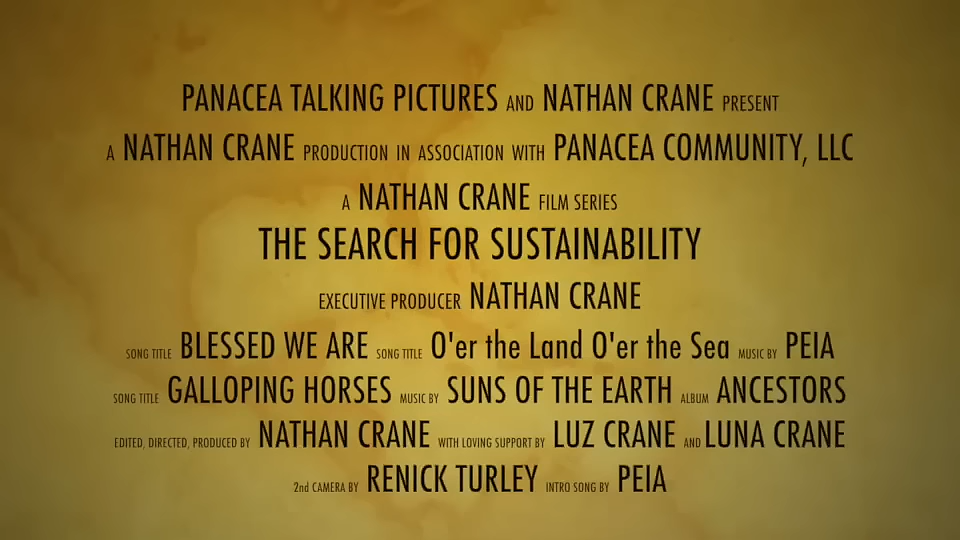 PANACEA TALKING PICTURES AND NATHAN CRANE PRESENT
A NATHAN CRANE PRODUCTION IN ASSOCIATION WITH PANACEA COMMUNITY, LLC
A NATHAN CRANE FILM SERIES
THE SEARCH FOR SUSTAINABILITY
EXECUTIVE PRODUCER NATHAN CRANE
SONG TITLE BLESSED WE ARE SONG TITLE O'er the Land O'er the Sea MUSIC BY PEIA
SONG TITLE GALLOPING HORSES MUSIC BY SUNS OF THE EARTH ALBUM ANCESTORS
EDITED, DIRECTED, PRODUCED BY NATHAN CRANE WITH LOVING SUPPORT BY LUZ CRANE AND LUNA CRANE
2nd CAMERA BY RENICK TURLEY INTRO SONG BY PEIA